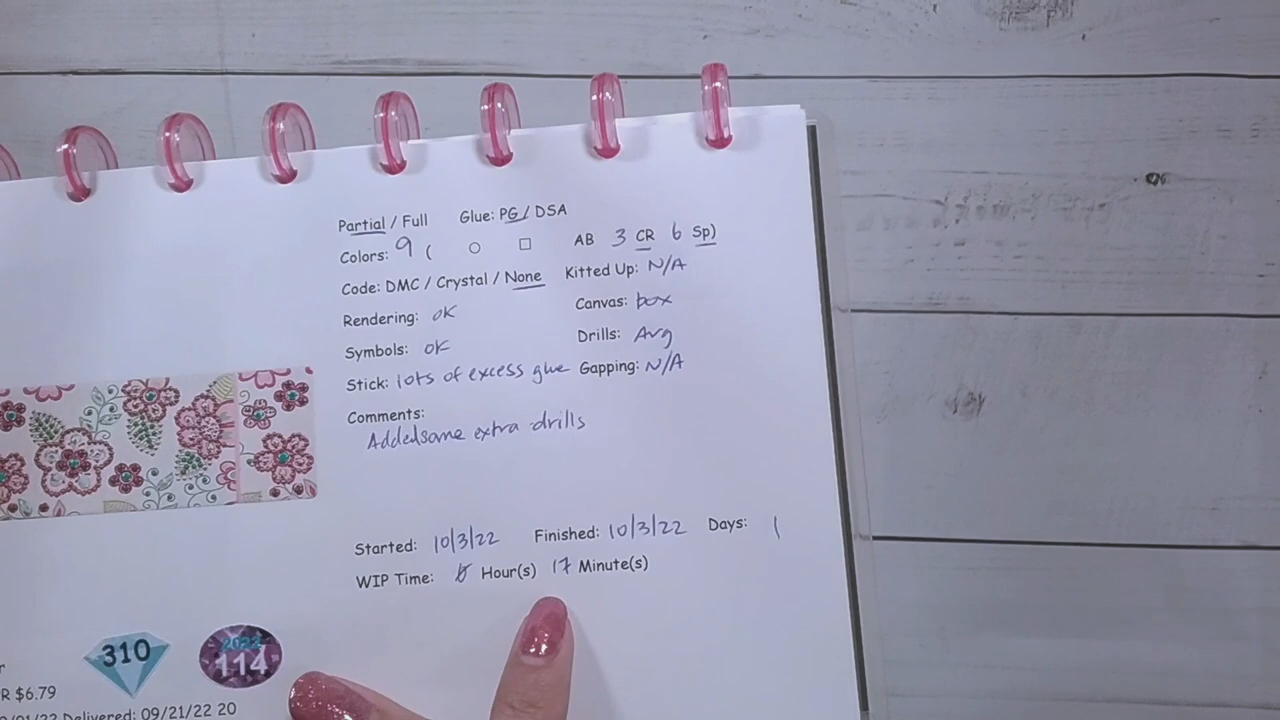 Partial / Full Glue: PG / DSA
Colors: 9 ( ○ □ AB 3 CR 6 Sp)
Code: DMC / Crystal / None Kitted Up: N/A
Rendering: ok Canvas: box
Symbols: ok Drills: Avg
Stick: lots of excess glue Gapping: N/A
Comments:
Added some extra drills
Started: 10/3/22 Finished: 10/3/22 Days: 1
WIP Time: Hour(s) 17 Minute(s)
310
2022
114
R $6.79
Delivered: 09/21/22 20